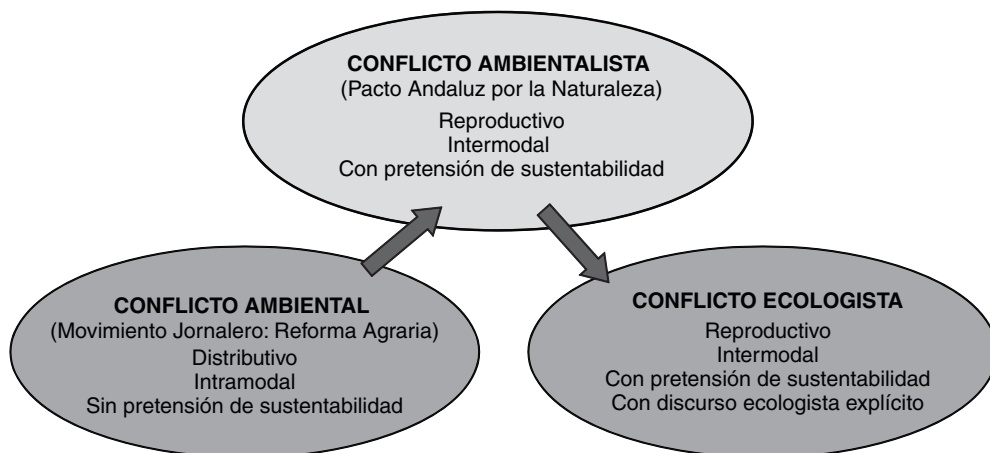 CONFLICTO AMBIENTALISTA
(Pacto Andaluz por la Naturaleza)
Reproductivo
Intermodal
Con pretensión de sustentabilidad
CONFLICTO AMBIENTAL
(Movimiento Jornalero: Reforma Agraria)
Distributivo
Intramodal
Sin pretensión de sustentabilidad
CONFLICTO ECOLOGISTA
Reproductivo
Intermodal
Con pretensión de sustentabilidad
Con discurso ecologista explícito